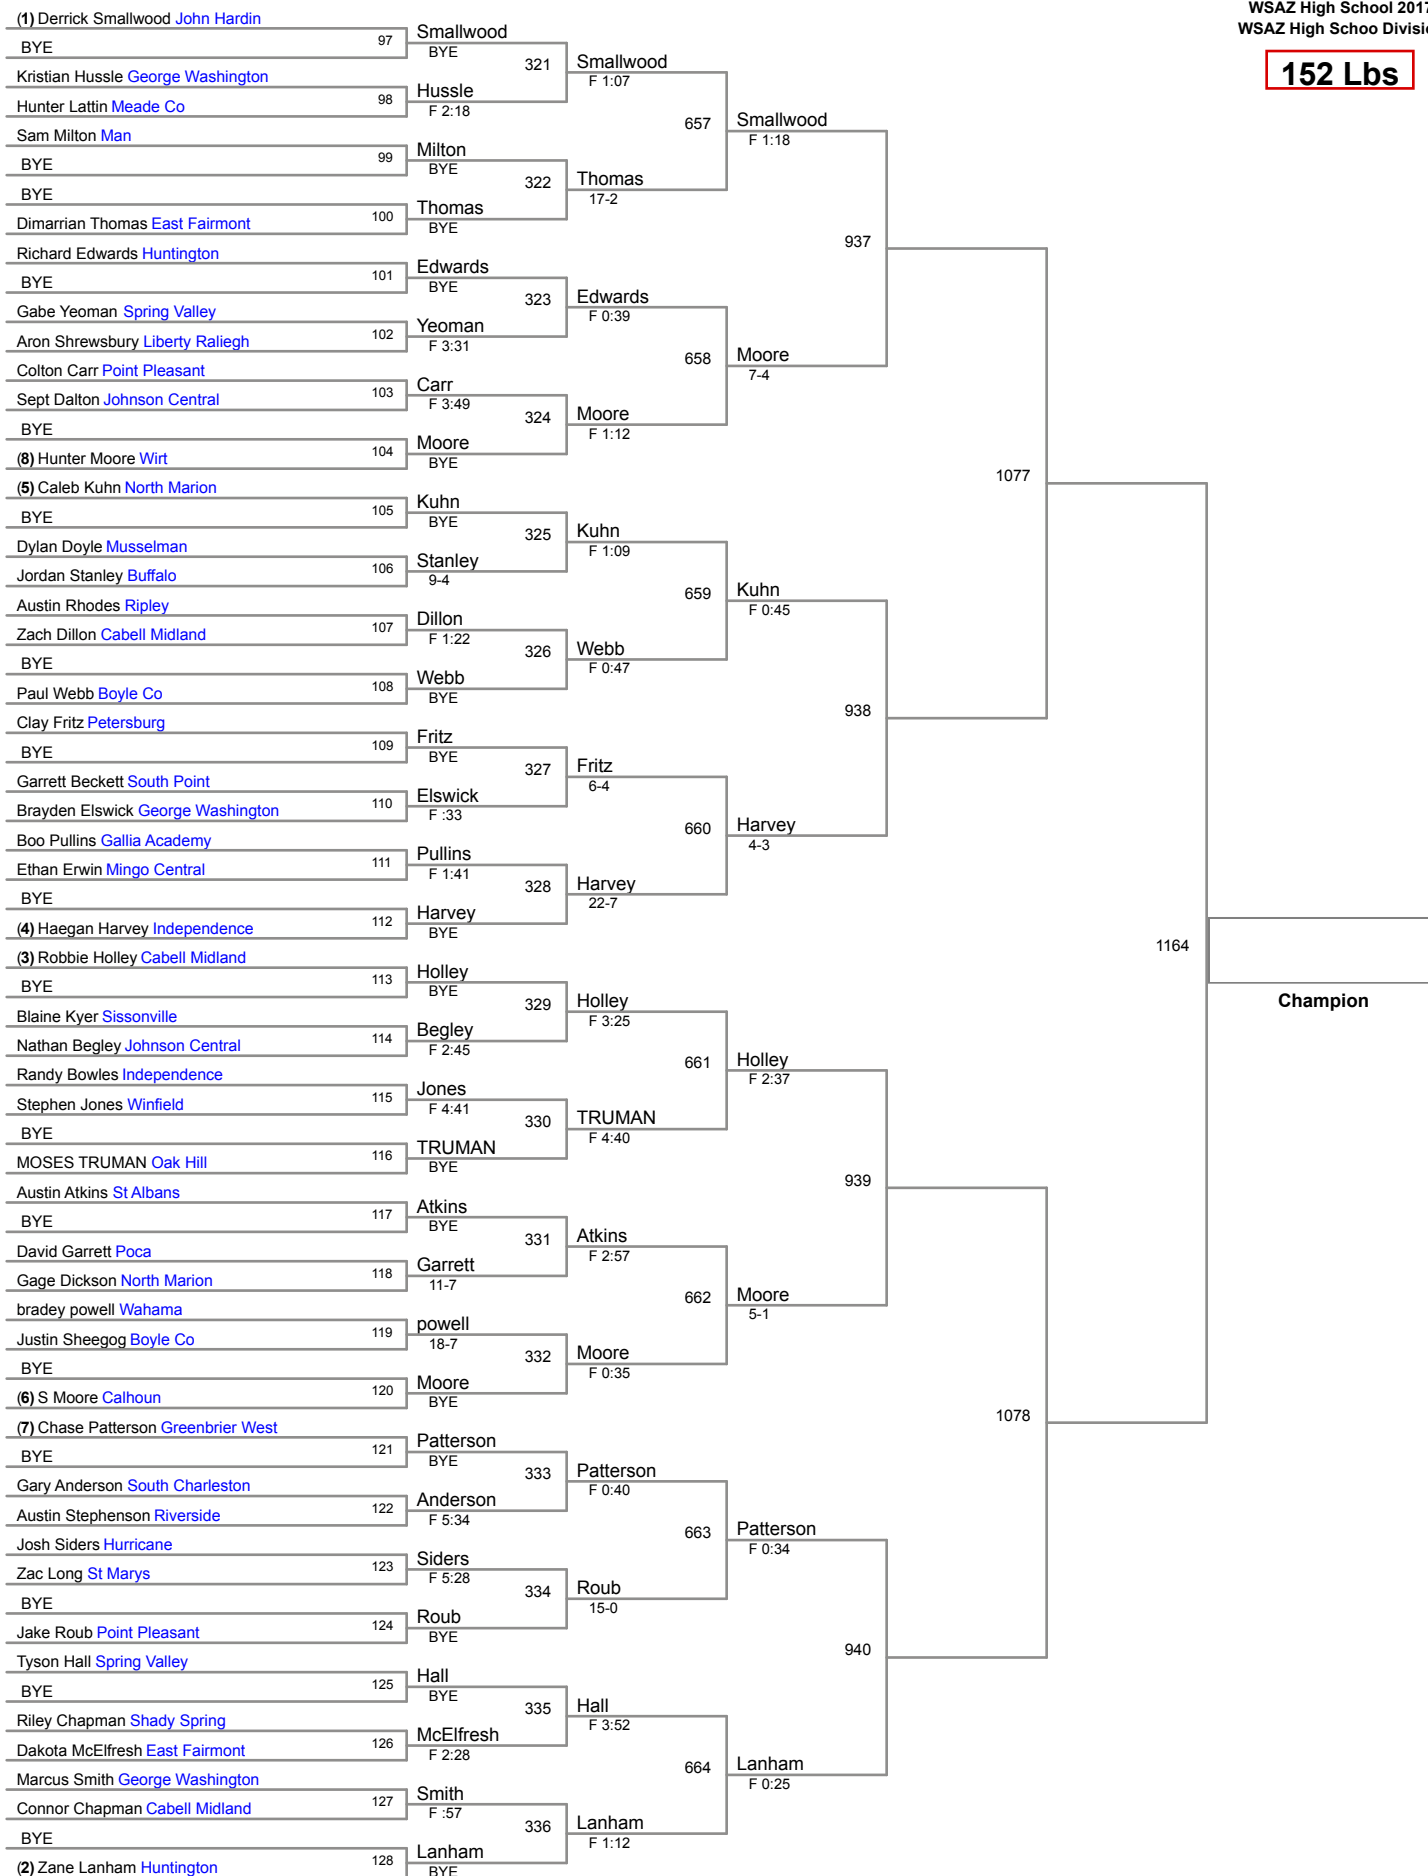 WSAZ High School 2017
WSAZ High Schoo Divisi
152 Lbs
(1) Derrick Smallwood John Hardin
BYE
Kristian Hussle George Washington
Hunter Lattin Meade Co
Sam Milton Man
BYE
BYE
Dimarrian Thomas East Fairmont
Richard Edwards Huntington
BYE
Gabe Yeoman Spring Valley
Aron Shrewsbury Liberty Raliegh
Colton Carr Point Pleasant
Sept Dalton Johnson Central
BYE
(8) Hunter Moore Wirt
(5) Caleb Kuhn North Marion
BYE
Dylan Doyle Musselman
Jordan Stanley Buffalo
Austin Rhodes Ripley
Zach Dillon Cabell Midland
BYE
Paul Webb Boyle Co
Clay Fritz Petersburg
BYE
Garrett Beckett South Point
Brayden Elswick George Washington
Boo Pullins Gallia Academy
Ethan Erwin Mingo Central
BYE
(4) Haegan Harvey Independence
(3) Robbie Holley Cabell Midland
BYE
Blaine Kyer Sissonville
Nathan Begley Johnson Central
Randy Bowles Independence
Stephen Jones Winfield
BYE
MOSES TRUMAN Oak Hill
Austin Atkins St Albans
BYE
David Garrett Poca
Gage Dickson North Marion
bradey powell Wahama
Justin Sheegog Boyle Co
BYE
(6) S Moore Calhoun
(7) Chase Patterson Greenbrier West
BYE
Gary Anderson South Charleston
Austin Stephenson Riverside
Josh Siders Hurricane
Zac Long St Marys
BYE
Jake Roub Point Pleasant
Tyson Hall Spring Valley
BYE
Riley Chapman Shady Spring
Dakota McElfresh East Fairmont
Marcus Smith George Washington
Connor Chapman Cabell Midland
BYE
(2) Zane Lanham Huntington
97
98
99
100
101
102
103
104
105
106
107
108
109
110
111
112
113
114
115
116
117
118
119
120
121
122
123
124
125
126
127
128
Smallwood
BYE
Hussle
F 2:18
Milton
BYE
Thomas
BYE
Edwards
BYE
Yeoman
F 3:31
Carr
F 3:49
Moore
BYE
Kuhn
BYE
Stanley
9-4
Dillon
F 1:22
Webb
BYE
Fritz
BYE
Elswick
F :33
Pullins
F 1:41
Harvey
BYE
Holley
BYE
Begley
F 2:45
Jones
F 4:41
TRUMAN
BYE
Atkins
BYE
Garrett
11-7
powell
18-7
Moore
BYE
Patterson
BYE
Anderson
F 5:34
Siders
F 5:28
Roub
BYE
Hall
BYE
McElfresh
F 2:28
Smith
F :57
Lanham
BYE
321
322
323
324
325
326
327
328
329
330
331
332
333
334
335
336
Smallwood
F 1:07
Thomas
17-2
Edwards
F 0:39
Moore
F 1:12
Kuhn
F 1:09
Webb
F 0:47
Fritz
6-4
Harvey
22-7
Holley
F 3:25
TRUMAN
F 4:40
Atkins
F 2:57
Moore
F 0:35
Patterson
F 0:40
Roub
15-0
Hall
F 3:52
Lanham
F 1:12
657
658
659
660
661
662
663
664
Smallwood
F 1:18
Moore
7-4
Kuhn
F 0:45
Harvey
4-3
Holley
F 2:37
Moore
5-1
Patterson
F 0:34
Lanham
F 0:25
937
938
939
940
1077
1078
1164
Champion